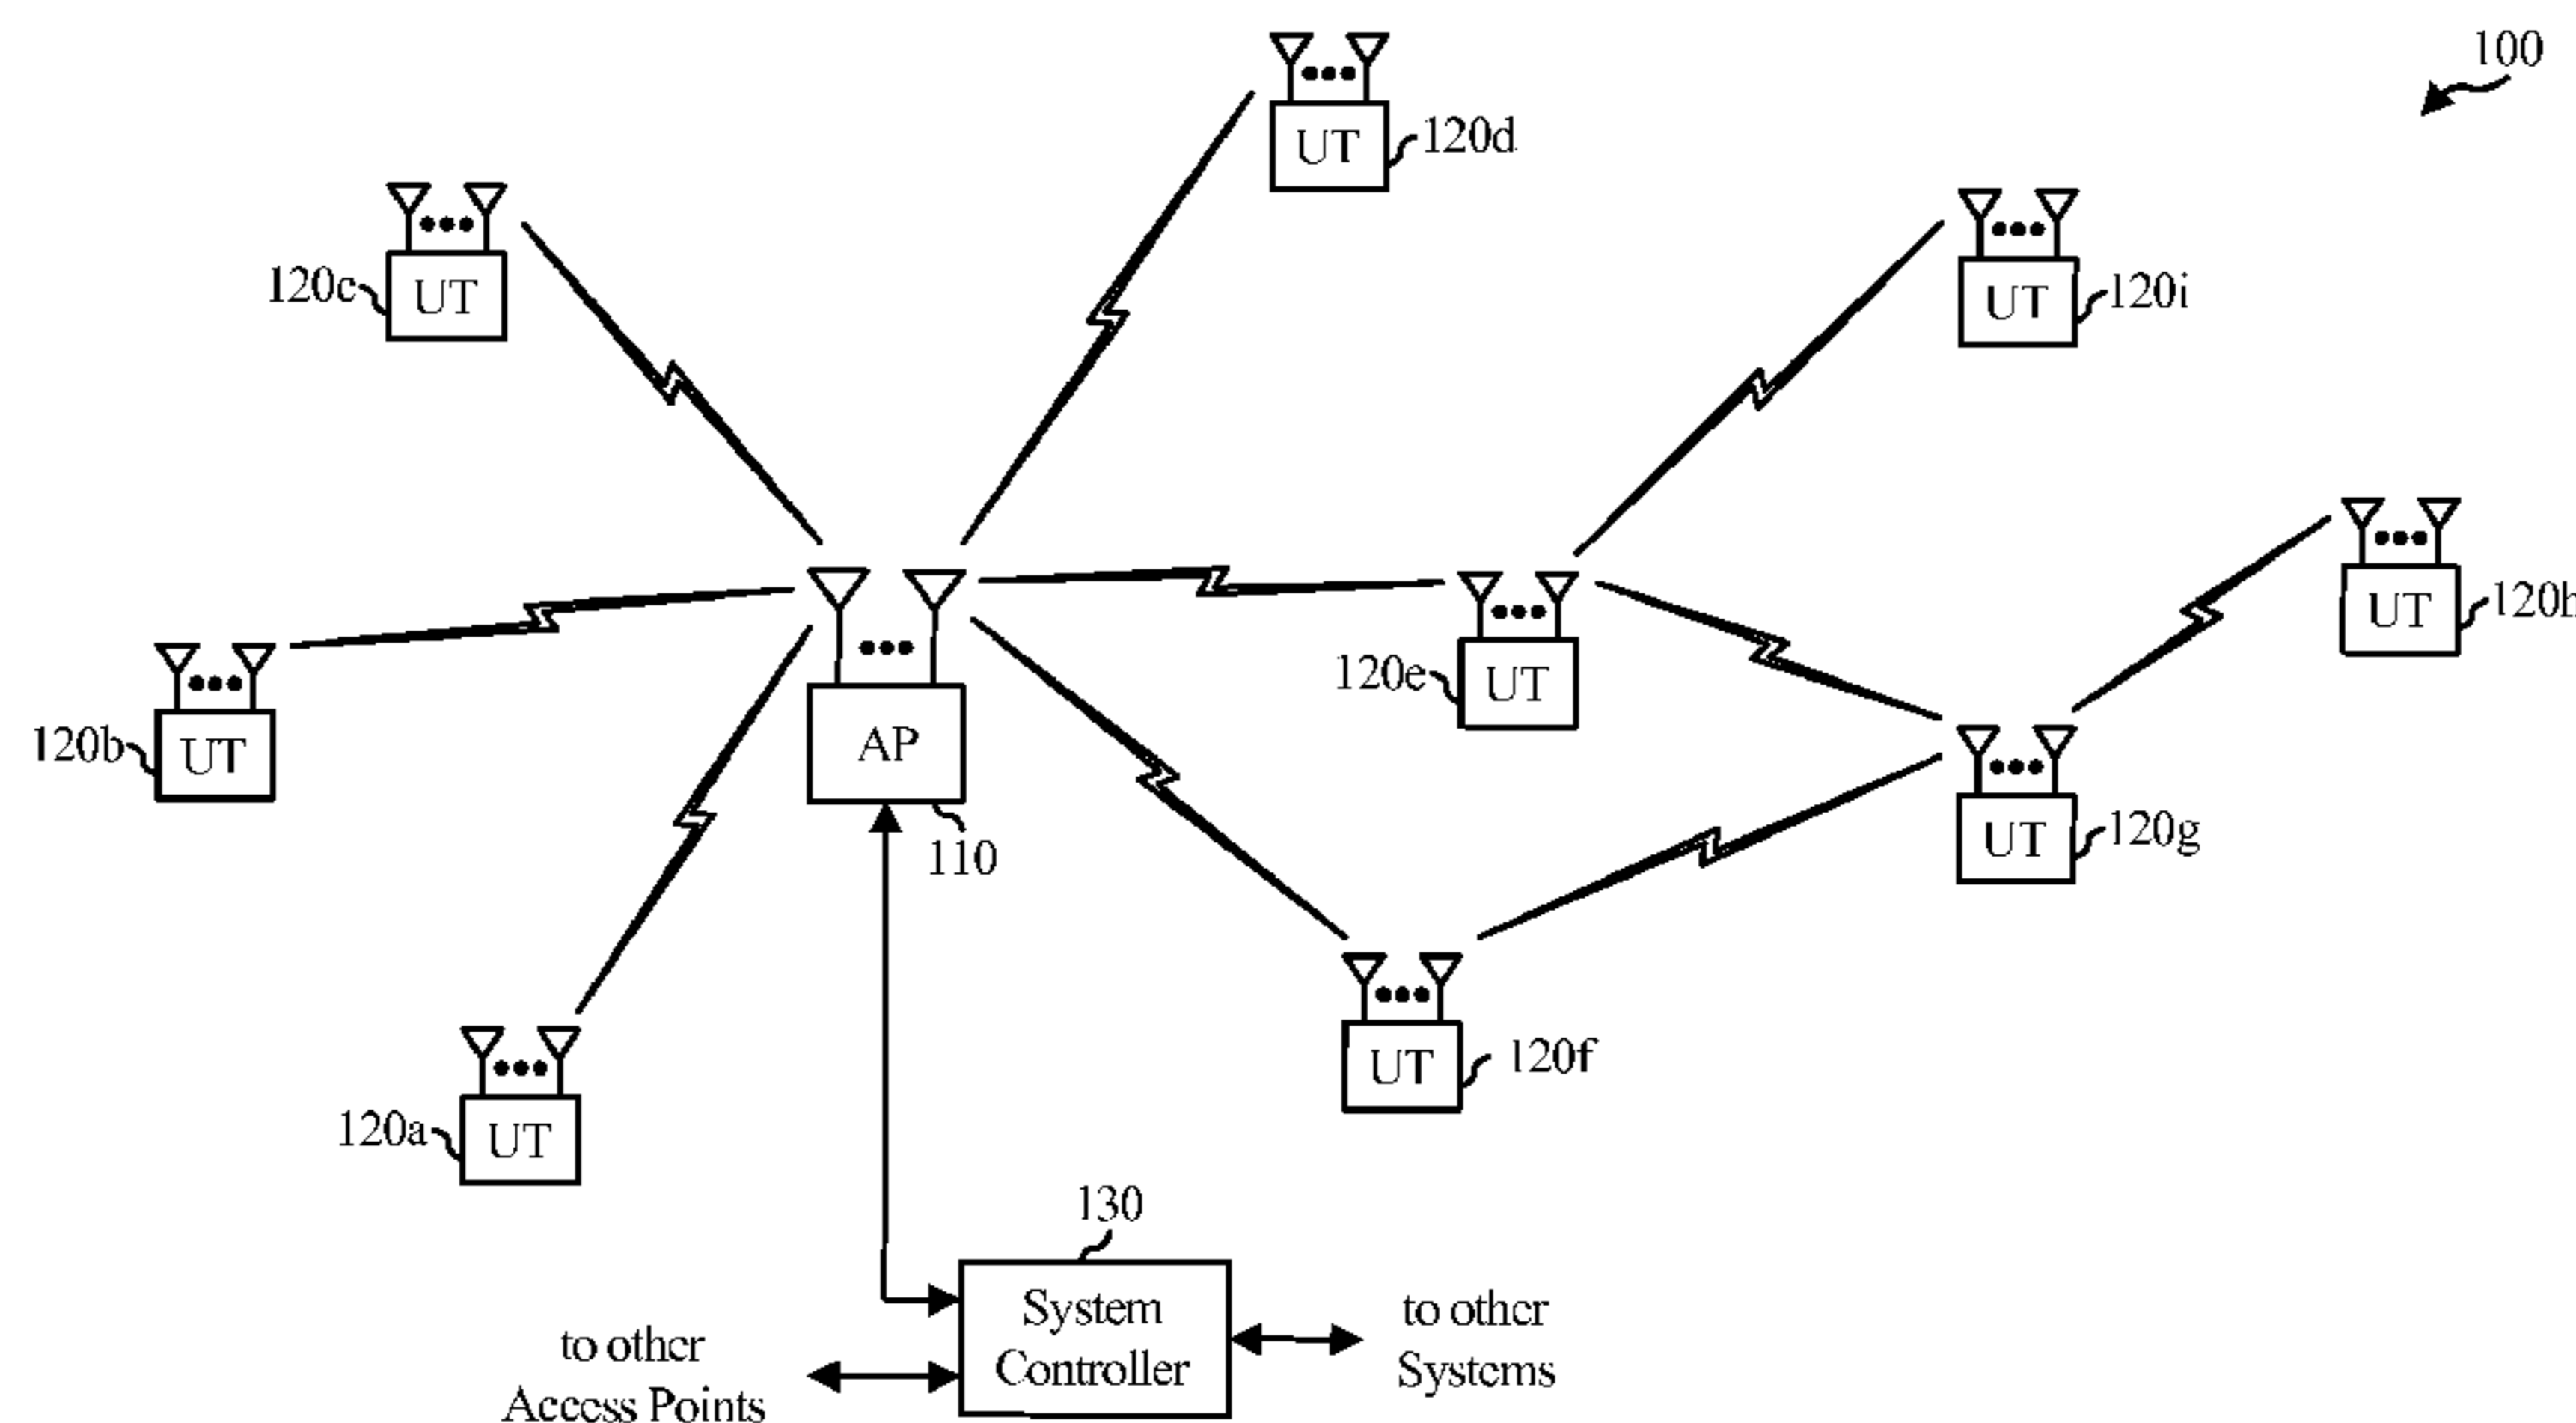 100
UT
120d
UT
120c
UT
120i
UT
120h
UT
120e
UT
120b
AP
110
UT
120g
UT
120f
UT
120a
130
System
Controller
to other
Access Points
to other
Systems